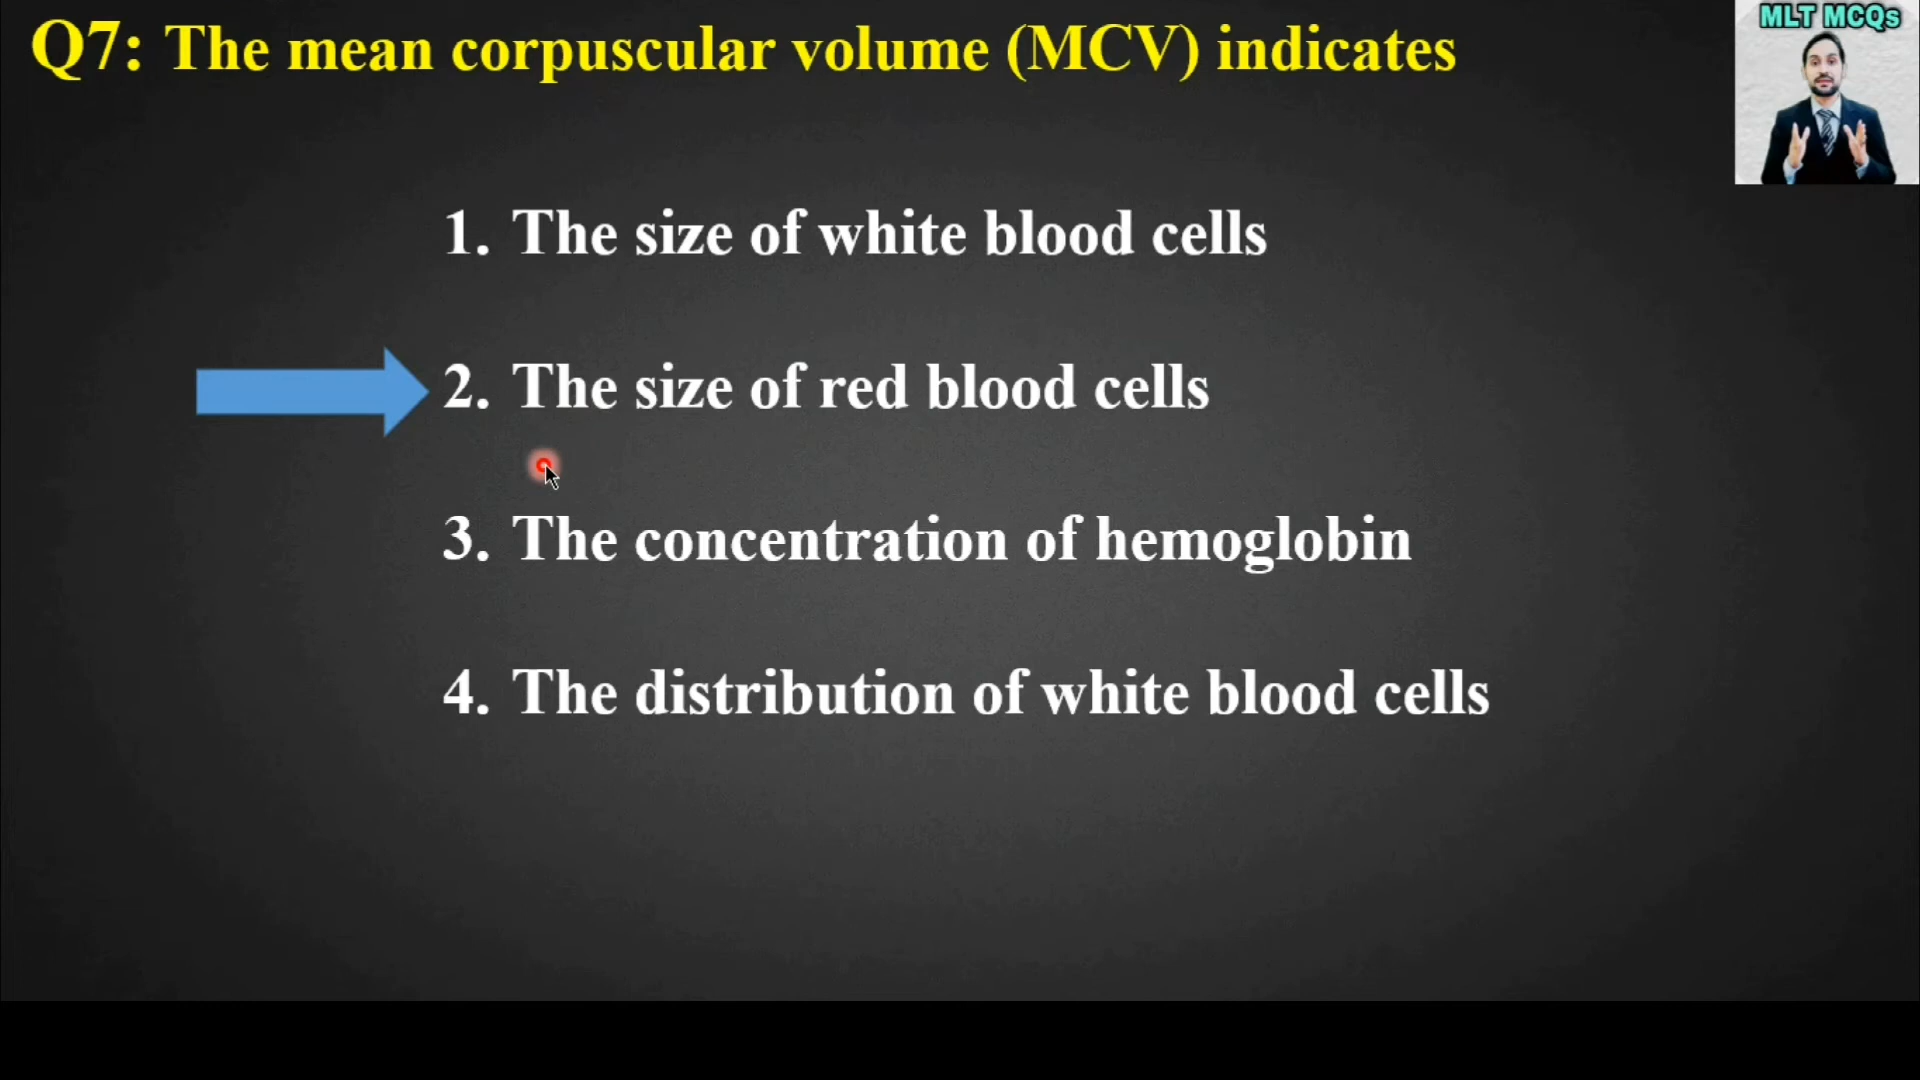 Q7: The mean corpuscular volume (MCV) indicates
MLT MCQs
1. The size of white blood cells
2. The size of red blood cells
3. The concentration of hemoglobin
4. The distribution of white blood cells